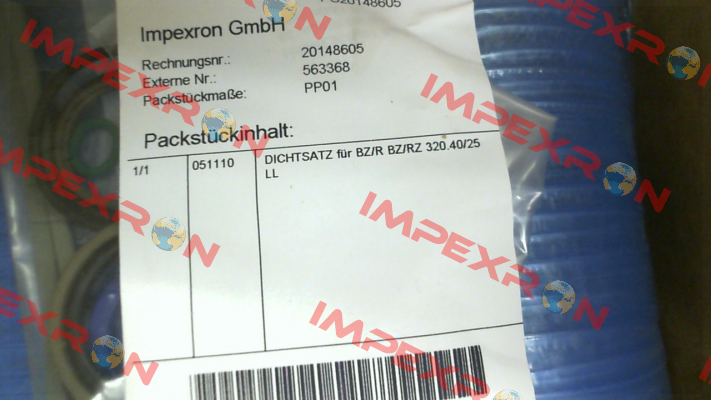 Impexron GmbH
Rechnungsnr.: 20148605
Externe Nr.: 563368
Packstückmaße: PP01
Packstückinhalt:
1/1 051110 DICHTSATZ für BZ/R BZ/RZ 320.40/25
LL
IMPEXRON
IMPEXRON
IMPEXRON
IMPEXRON
IMPEXRON
IMPEXRON